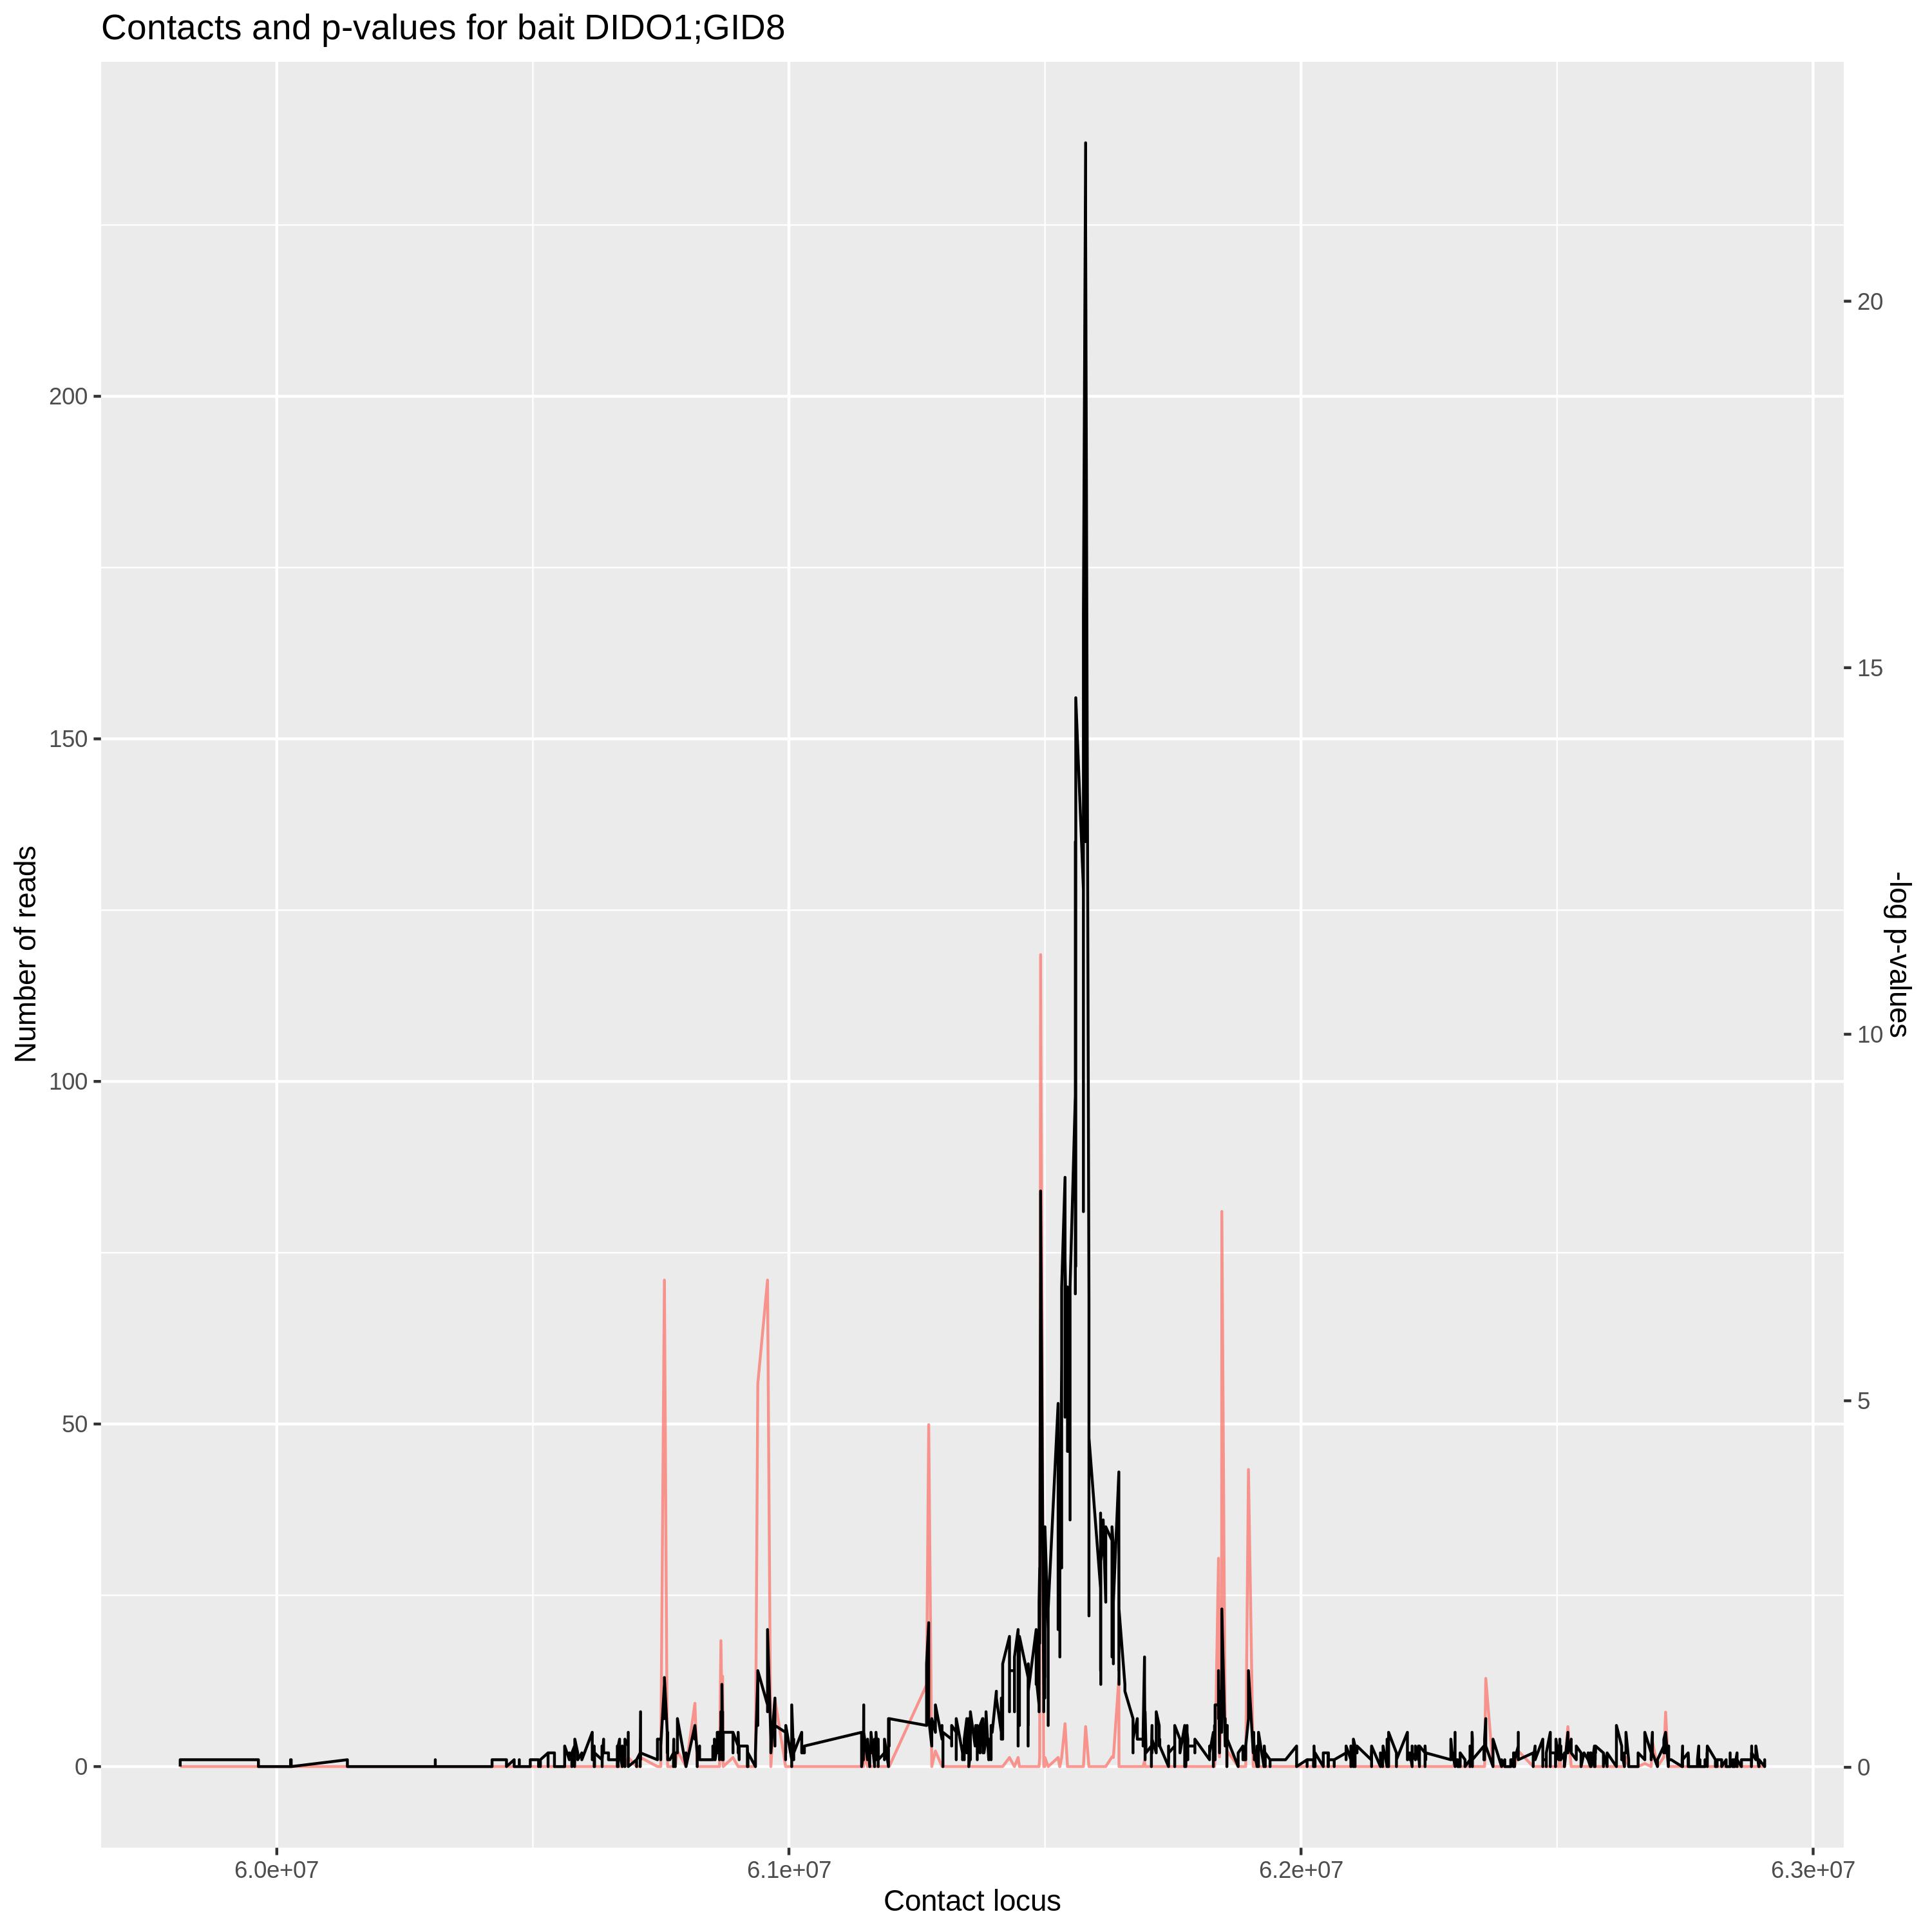 Contacts and p-values for bait DIDO1;GID8
Number of reads
200
150
100
50
0
20
15
10
5
0
-log p-values
6.0e+07
6.1e+07
6.2e+07
6.3e+07
Contact locus